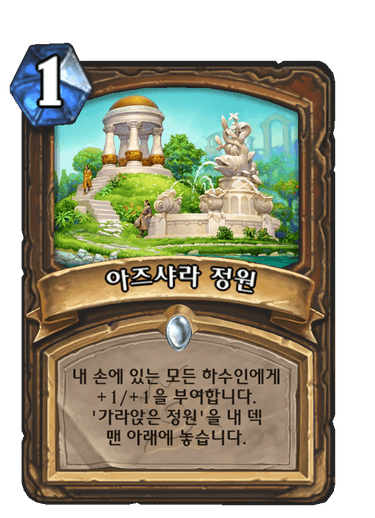 1
아즈샤라 정원
내 손에 있는 모든 하수인에게
+1/+1을 부여합니다.
'가라앉은 정원'을 내 덱
맨 아래에 놓습니다.